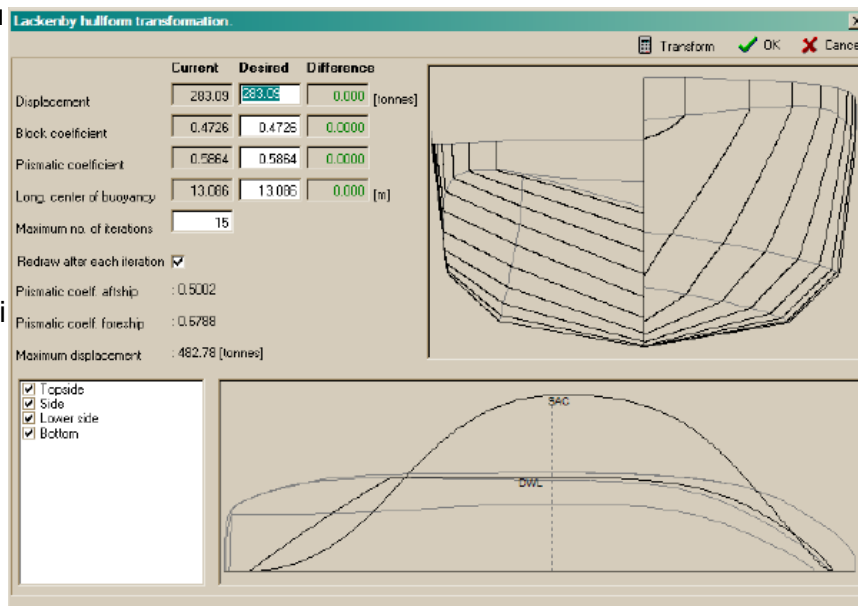 Lackenby hullform transformation.
Transform OK Cance
Current Desired Difference
Displacement 283.09 283.09 0.000 [tonnes]
Block coefficient 0.4726 0.4726 0.0000
Prismatic coefficient 0.5864 0.5864 0.0000
Long. center of buoyancy 13.086 13.086 0.000 [m]
Maximum no. of iterations 15
Redraw after each iteration
Prismatic coef. aftship : 0.5002
Prismatic coef. foreship : 0.6788
Maximum displacement : 482.78 [tonnes]
Topside
Side
Lower side
Bottom
SAC
DWL